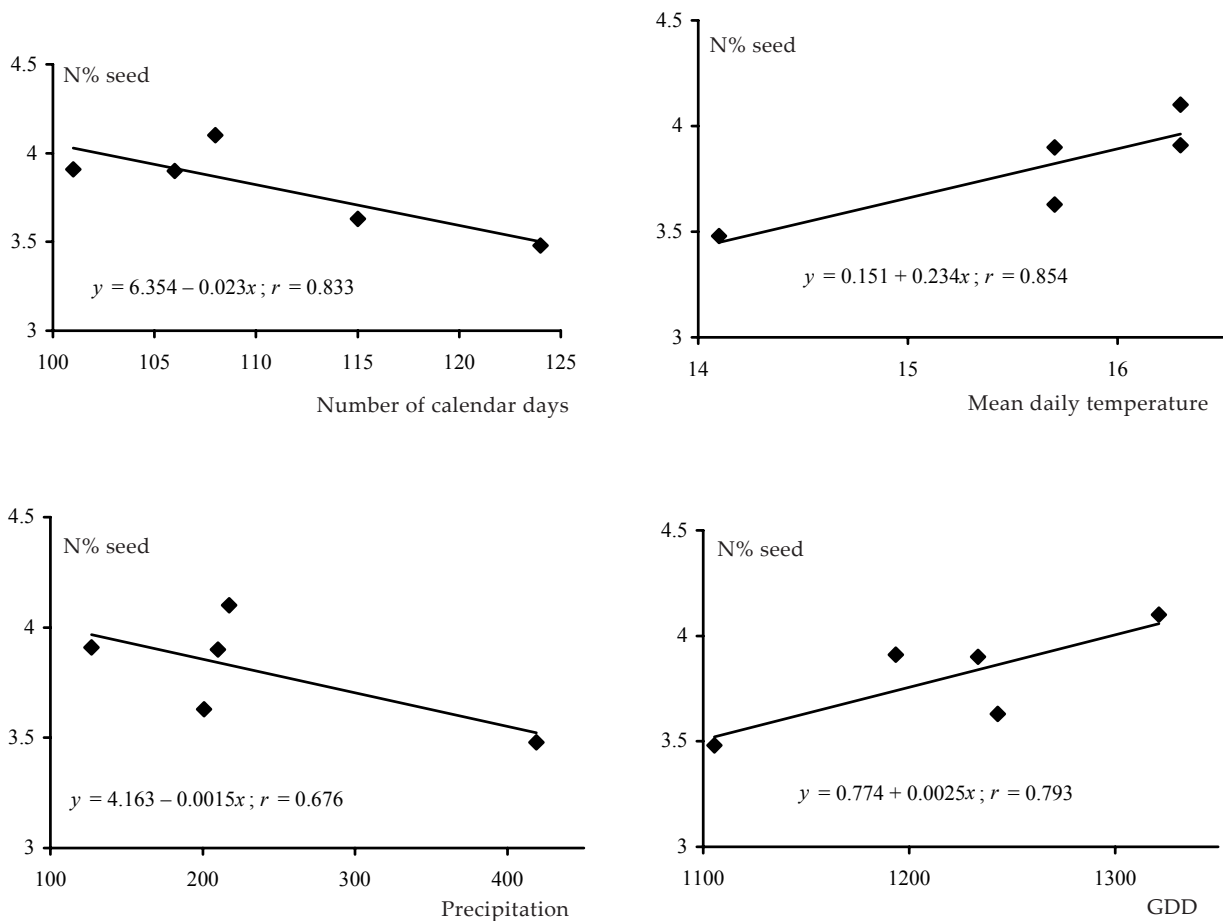 N% seed
4.5
4
3.5
3
y = 6.354 – 0.023x ; r = 0.833
100 105 110 115 120 125
Number of calendar days
N% seed
4.5
4
3.5
3
y = 0.151 + 0.234x ; r = 0.854
14 15 16
Mean daily temperature
4.5
N% seed
4
3.5
3
y = 4.163 – 0.0015x ; r = 0.676
100 200 300 400
Precipitation
4.5
N% seed
4
3.5
3
y = 0.774 + 0.0025x ; r = 0.793
1100 1200 1300
GDD